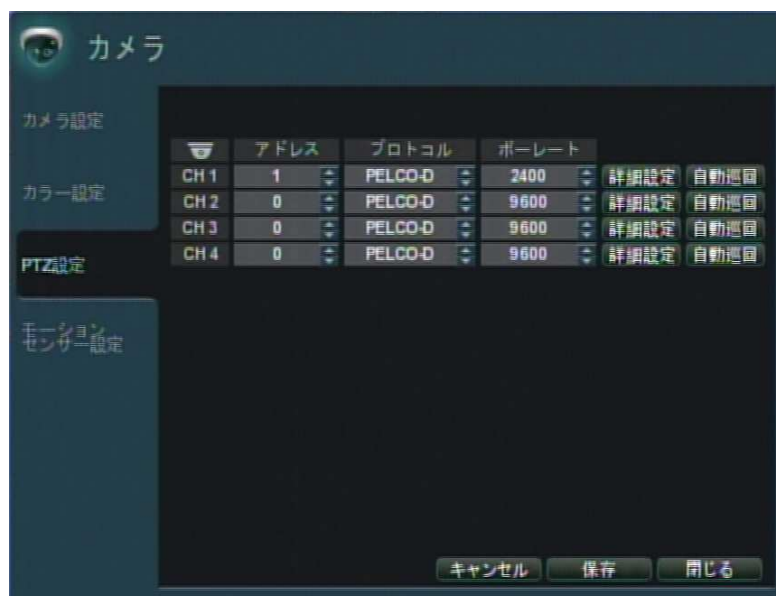 カメラ
カメラ設定
カラー設定
PTZ設定
モーション
センサー設定
アドレス プロトコル ボーレート
CH 1 1 PELCO-D 2400 詳細設定 自動巡回
CH 2 0 PELCO-D 9600 詳細設定 自動巡回
CH 3 0 PELCO-D 9600 詳細設定 自動巡回
CH 4 0 PELCO-D 9600 詳細設定 自動巡回
キャンセル 保存 閉じる